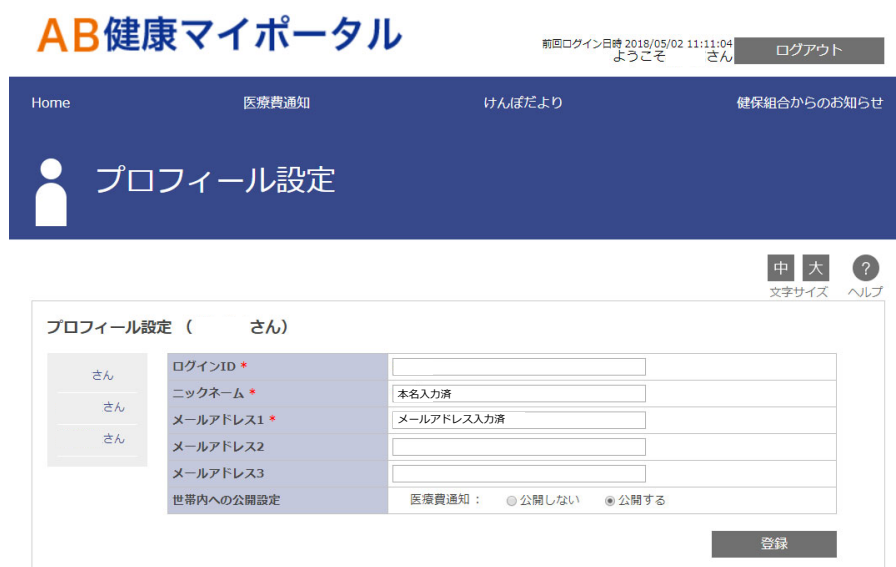 AB健康マイポータル
前回ログイン日時 2018/05/02 11:11:04
ようこそ さん
ログアウト
Home 医療費通知 けんぽだより 健保組合からのお知らせ
プロフィール設定
中 大 ?
文字サイズ ヘルプ
プロフィール設定 ( さん)
さん
さん
さん
ログインID *
ニックネーム * 本名入力済
メールアドレス1 * メールアドレス入力済
メールアドレス2
メールアドレス3
世帯内への公開設定 医療費通知： 公開しない 公開する
登録